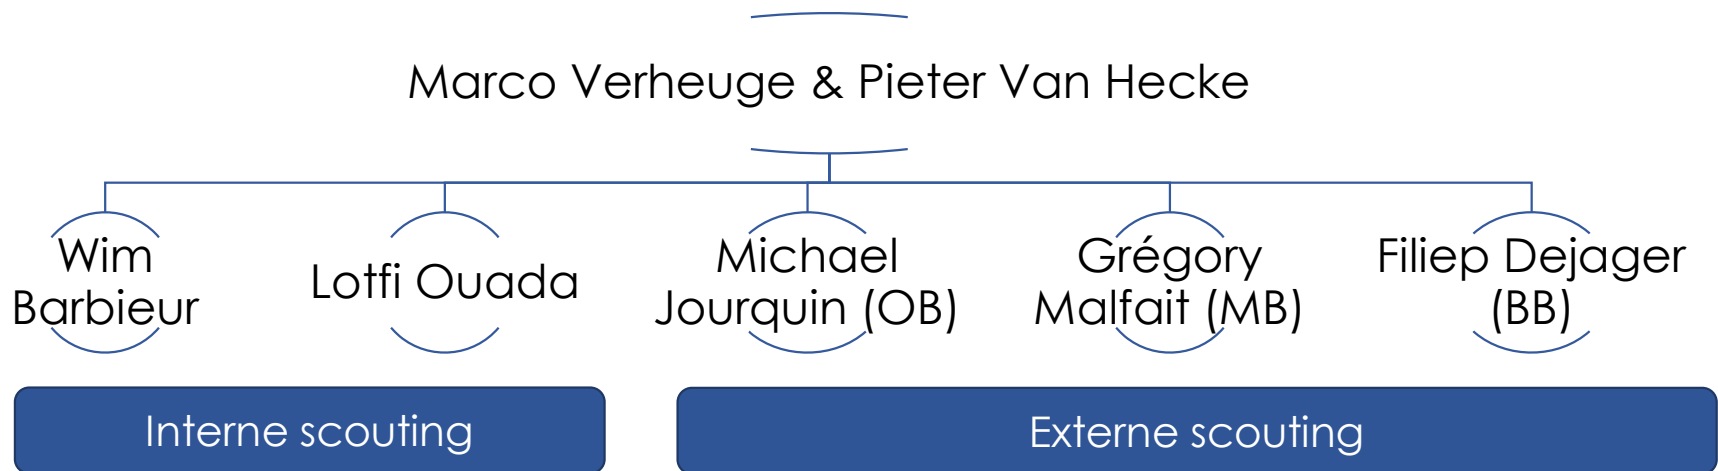 Marco Verheuge & Pieter Van Hecke
Wim
Barbieur
Lotfi Ouada
Michael
Jourquin (OB)
Grégory
Malfait (MB)
Filiep Dejager
(BB)
Interne scouting
Externe scouting